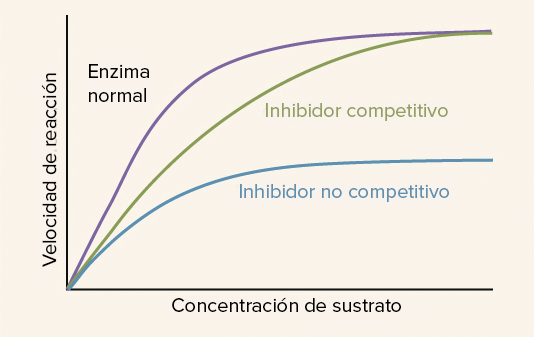 Enzima
normal
Inhibidor competitivo
Inhibidor no competitivo
Velocidad de reacción
Concentración de sustrato